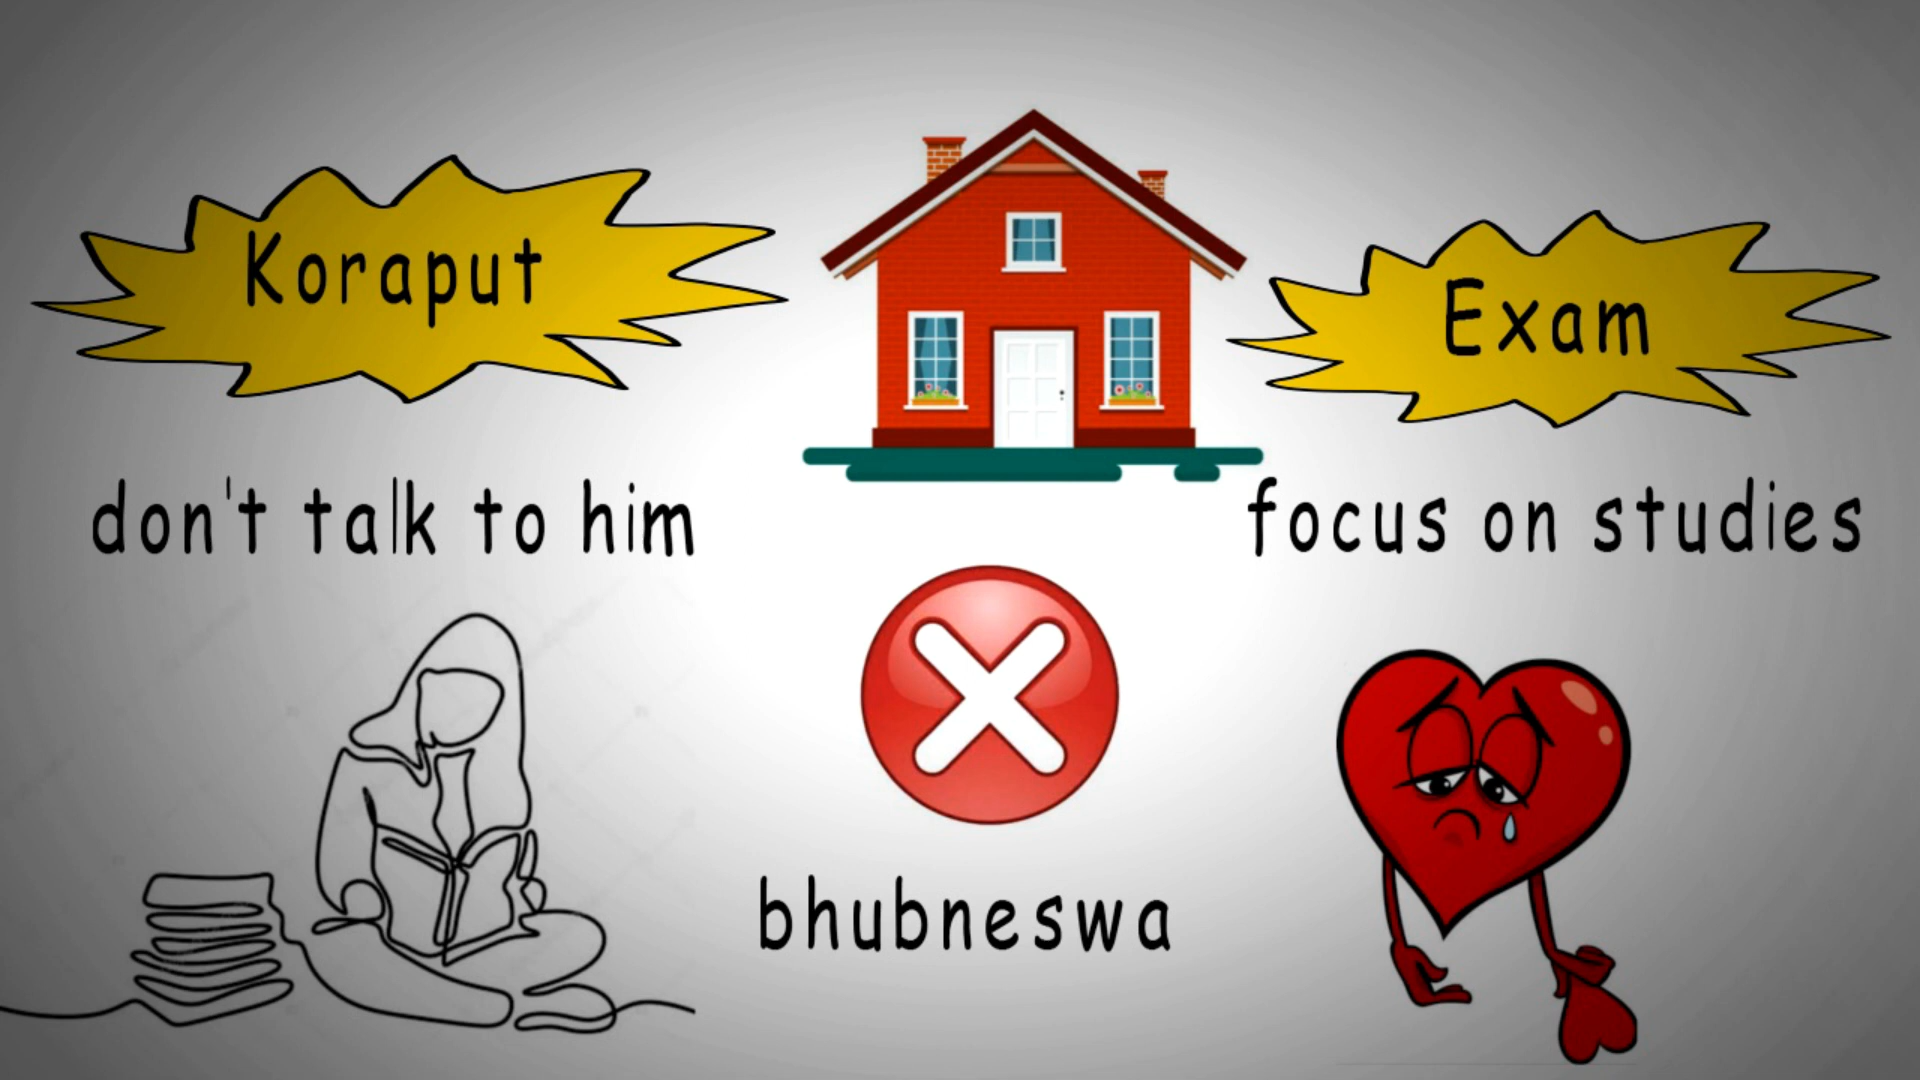 Koraput
Exam
don't talk to him
focus on studies
bhubneswa